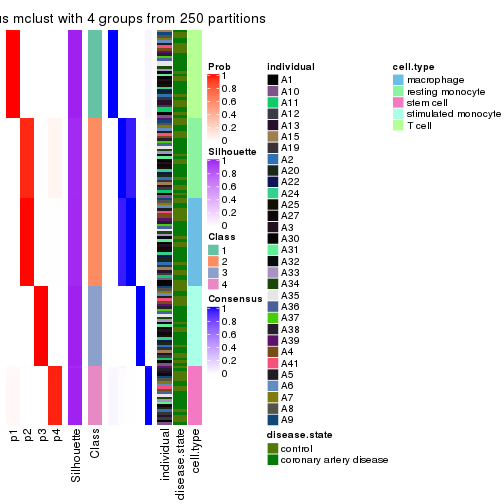 us mclust with 4 groups from 250 partitions
Prob
1
0.8
0.6
0.4
0.2
0
Silhouette
1
0.8
0.6
0.4
0.2
0
Class
1
2
3
4
Consensus
1
0.8
0.6
0.4
0.2
0
individual
A1
A10
A11
A12
A13
A15
A19
A2
A20
A22
A24
A25
A27
A3
A30
A31
A32
A33
A34
A35
A36
A37
A38
A39
A4
A41
A5
A6
A7
A8
A9
disease.state
control
coronary artery disease
cell.type
macrophage
resting monocyte
stem cell
stimulated monocyte
T cell
p1
p2
p3
p4
Silhouette
Class
individual
disease.state
cell.type